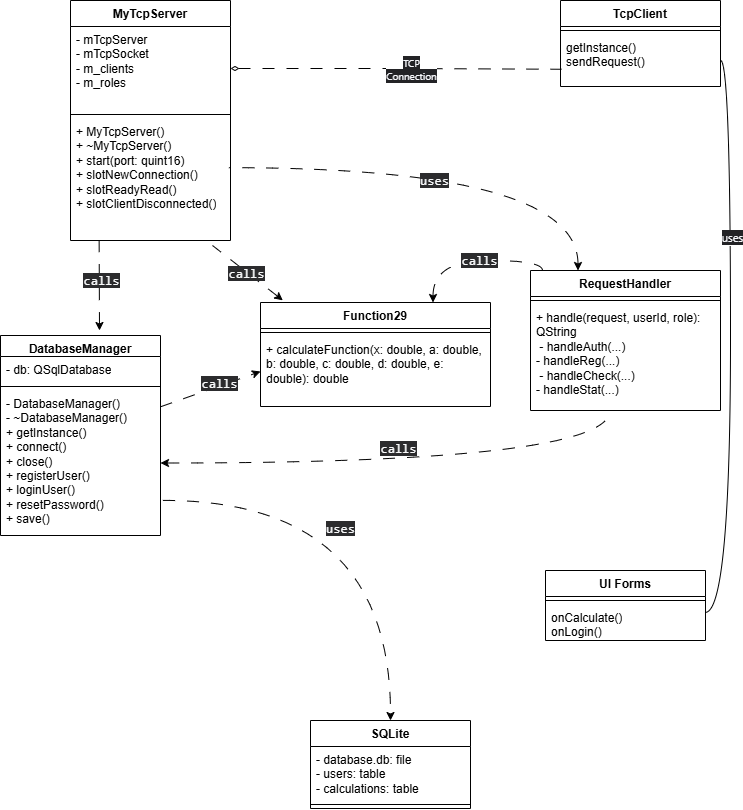 MyTcpServer
- mTcpServer
- mTcpSocket
- m_clients
- m_roles
+ MyTcpServer()
+ ~MyTcpServer()
+ start(port: quint16)
+ slotNewConnection()
+ slotReadyRead()
+ slotClientDisconnected()
TcpClient
getInstance()
sendRequest()
TCP
Connection
uses
uses
calls
calls
calls
RequestHandler
+ handle(request, userId, role):
QString
- handleAuth(...)
- handleReg(...)
- handleCheck(...)
- handleStat(...)
Function29
+ calculateFunction(x: double, a: double,
b: double, c: double, d: double, e:
double): double
DatabaseManager
- db: QSqlDatabase
- DatabaseManager()
- ~DatabaseManager()
+ getInstance()
+ connect()
+ close()
+ registerUser()
+ loginUser()
+ resetPassword()
+ save()
calls
calls
uses
UI Forms
onCalculate()
onLogin()
SQLite
- database.db: file
- users: table
- calculations: table